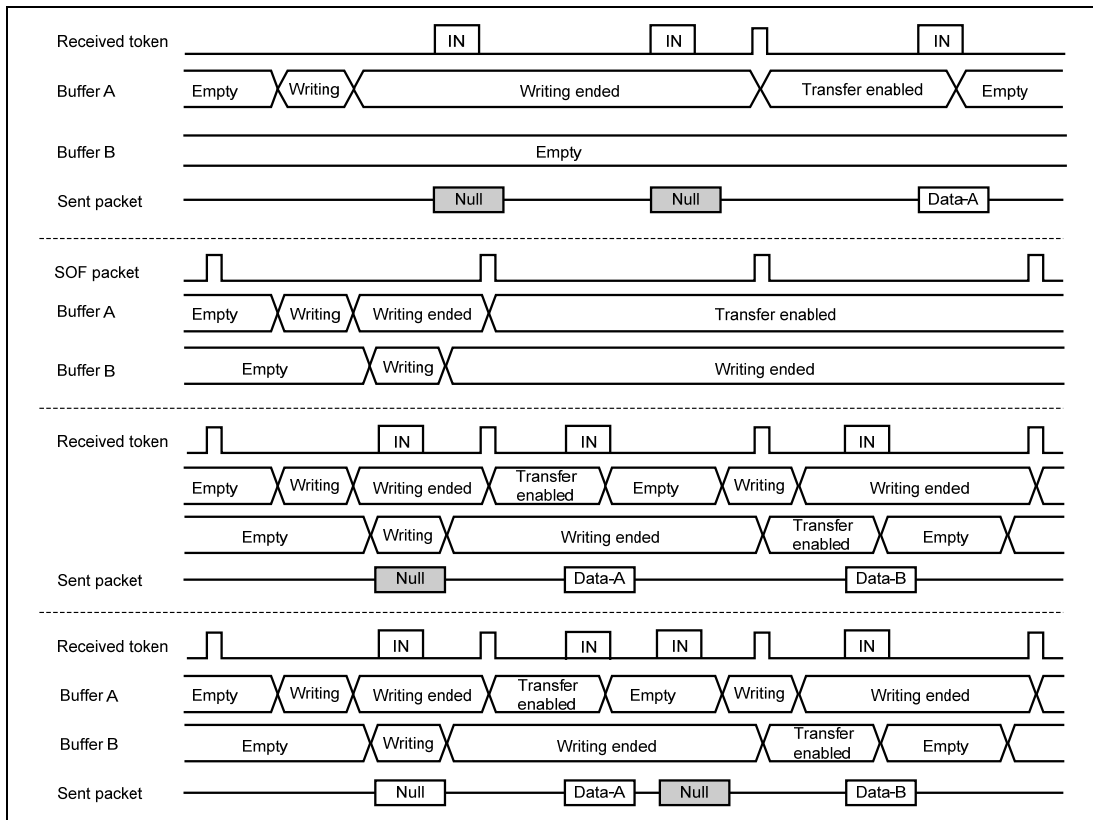 Received token IN IN IN
Buffer A Empty Writing Writing ended Transfer enabled Empty
Buffer B Empty
Sent packet Null Null Data-A
SOF packet
Buffer A Empty Writing Writing ended Transfer enabled
Buffer B Empty Writing Writing ended
Received token IN IN IN
Empty Writing Writing ended Transfer enabled Empty Writing Writing ended
Empty Writing Writing ended Transfer enabled Empty
Sent packet Null Data-A Data-B
Received token IN IN IN IN
Buffer A Empty Writing Writing ended Transfer enabled Empty Writing Writing ended
Buffer B Empty Writing Writing ended Transfer enabled Empty
Sent packet Null Data-A Null Data-B